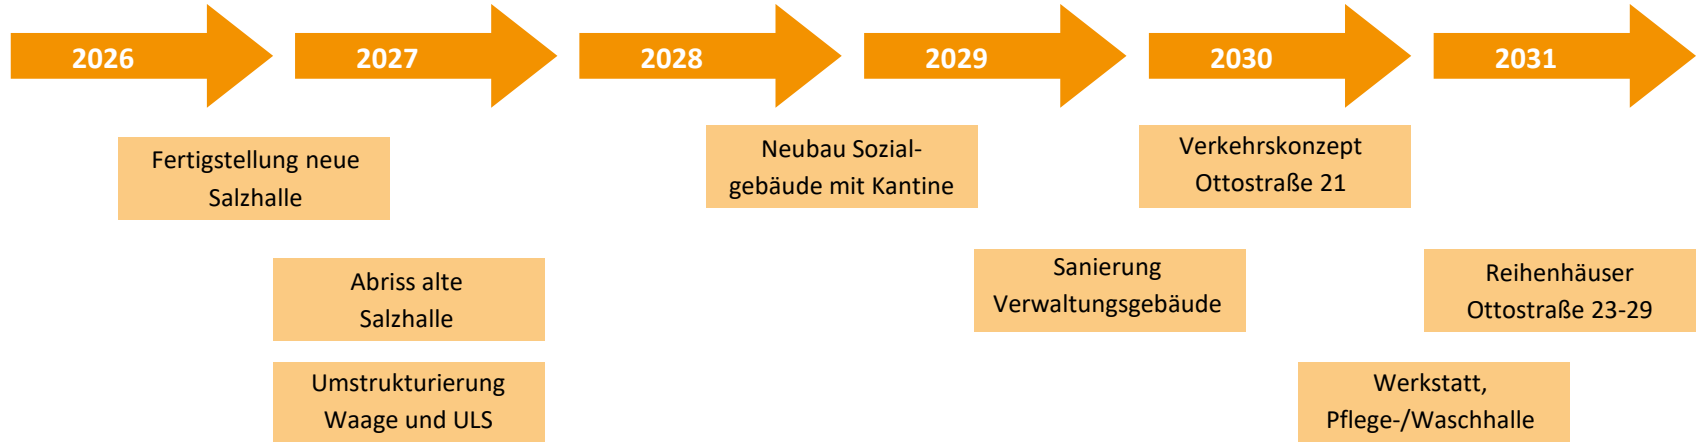 2026
2027
2028
2029
2030
2031
Fertigstellung neue
Salzhalle
Neubau Sozial-
gebäude mit Kantine
Verkehrskonzept
Ottostraße 21
Abriss alte
Salzhalle
Sanierung
Verwaltungsgebäude
Reihenhäuser
Ottostraße 23-29
Umstrukturierung
Waage und ULS
Werkstatt,
Pflege-/Waschhalle